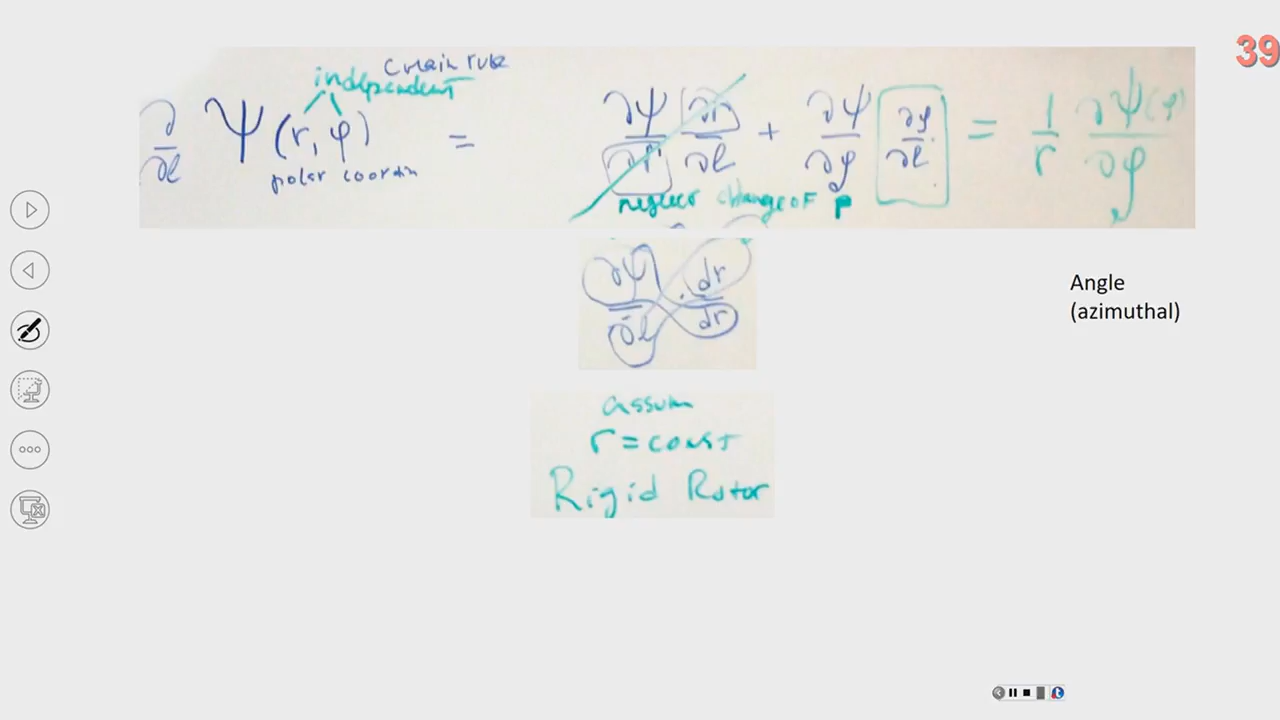 39
Chain rule
independent
∂/∂ℓ Ψ(r, φ) = ∂Ψ/∂r ∂r/∂ℓ + ∂Ψ/∂φ ∂φ/∂ℓ = 1/r ∂Ψ(φ)/∂φ
polar coordin
neglect change of r
∂Ψ/∂ℓ · dr/dr
Angle
(azimuthal)
assum
r = const
Rigid Rotor